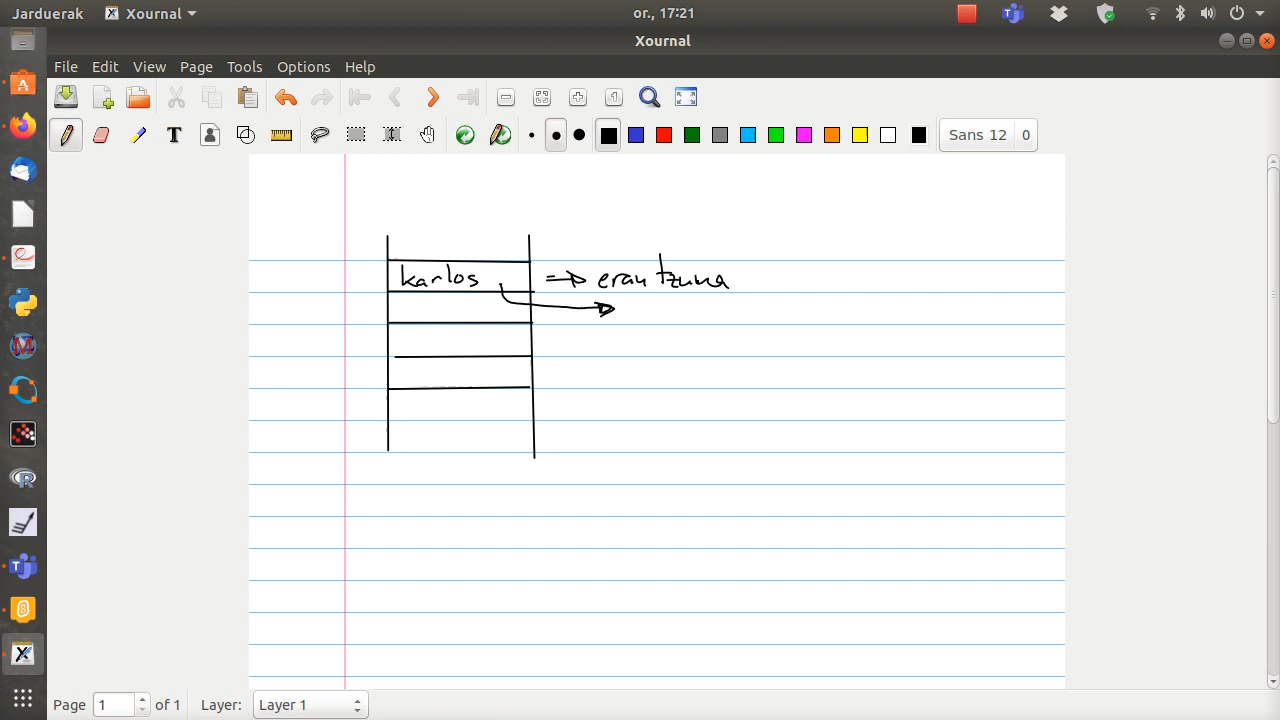 Jarduerak Xournal or., 17:21
Xournal
File Edit View Page Tools Options Help
Sans 12 0
karlos => erantzuna
Page 1 of 1 Layer: Layer 1